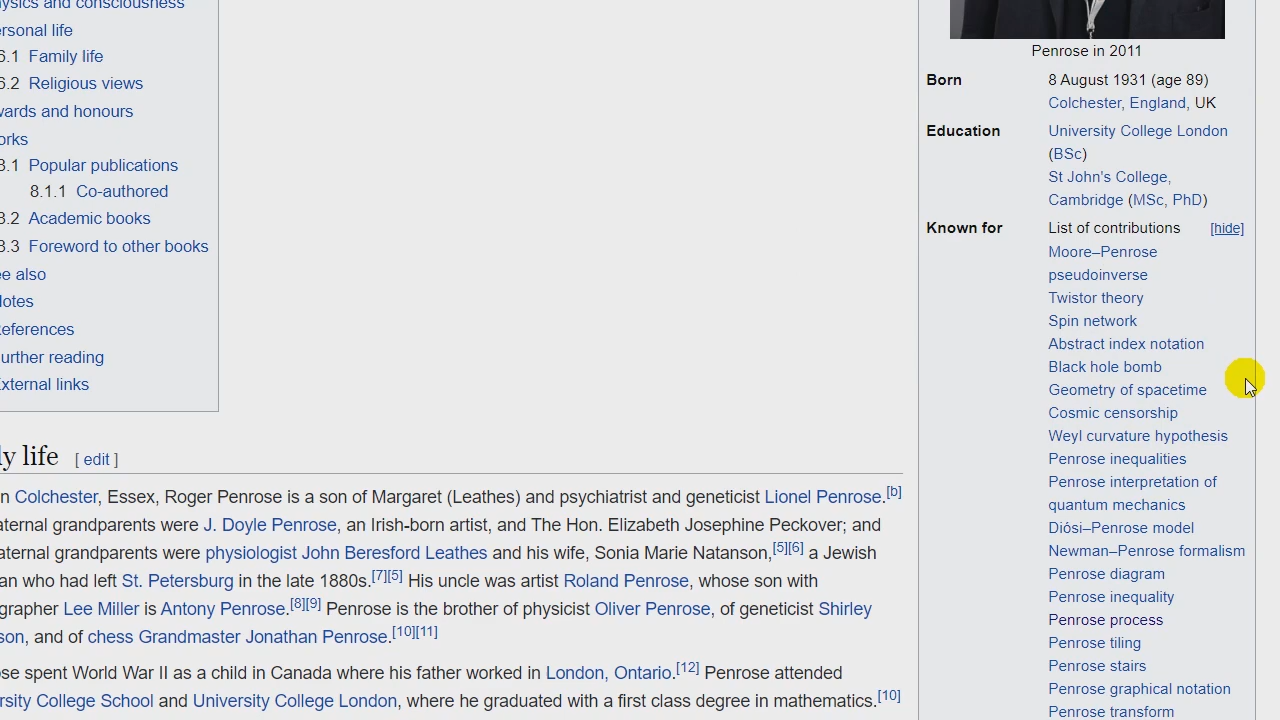 ysics and consciousness
ersonal life
6.1 Family life
6.2 Religious views
wards and honours
orks
8.1 Popular publications
8.1.1 Co-authored
8.2 Academic books
8.3 Foreword to other books
ee also
Notes
References
urther reading
External links
ly life [ edit ]
n Colchester, Essex, Roger Penrose is a son of Margaret (Leathes) and psychiatrist and geneticist Lionel Penrose.[b]
aternal grandparents were J. Doyle Penrose, an Irish-born artist, and The Hon. Elizabeth Josephine Peckover; and
aternal grandparents were physiologist John Beresford Leathes and his wife, Sonia Marie Natanson,[5][6] a Jewish
an who had left St. Petersburg in the late 1880s.[7][5] His uncle was artist Roland Penrose, whose son with
grapher Lee Miller is Antony Penrose.[8][9] Penrose is the brother of physicist Oliver Penrose, of geneticist Shirley
son, and of chess Grandmaster Jonathan Penrose.[10][11]
ose spent World War II as a child in Canada where his father worked in London, Ontario.[12] Penrose attended
rsity College School and University College London, where he graduated with a first class degree in mathematics.[10]
Penrose in 2011
Born 8 August 1931 (age 89)
Colchester, England, UK
Education University College London
(BSc)
St John's College,
Cambridge (MSc, PhD)
Known for List of contributions [hide]
Moore–Penrose
pseudoinverse
Twistor theory
Spin network
Abstract index notation
Black hole bomb
Geometry of spacetime
Cosmic censorship
Weyl curvature hypothesis
Penrose inequalities
Penrose interpretation of
quantum mechanics
Diósi–Penrose model
Newman–Penrose formalism
Penrose diagram
Penrose inequality
Penrose process
Penrose tiling
Penrose stairs
Penrose graphical notation
Penrose transform